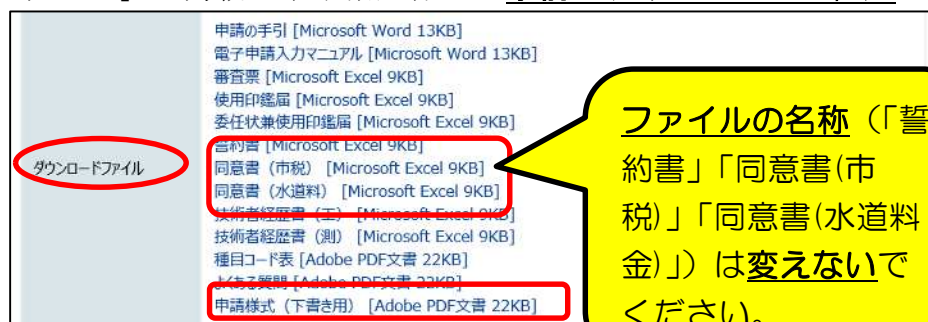 申請の手引 [Microsoft Word 13KB]
電子申請入力マニュアル [Microsoft Word 13KB]
審査票 [Microsoft Excel 9KB]
使用印鑑届 [Microsoft Excel 9KB]
委任状兼使用印鑑届 [Microsoft Excel 9KB]
誓約書 [Microsoft Excel 9KB]
ダウンロードファイル
同意書（市税） [Microsoft Excel 9KB]
同意書（水道料） [Microsoft Excel 9KB]
技術者経歴書（工） [Microsoft Excel 9KB]
技術者経歴書（測） [Microsoft Excel 9KB]
種目コード表 [Adobe PDF文書 22KB]
よくある質問 [Adobe PDF文書 22KB]
申請様式（下書き用） [Adobe PDF文書 22KB]
ファイルの名称（「誓
約書」「同意書(市
税)」「同意書(水道料
金)」）は変えないで
ください。